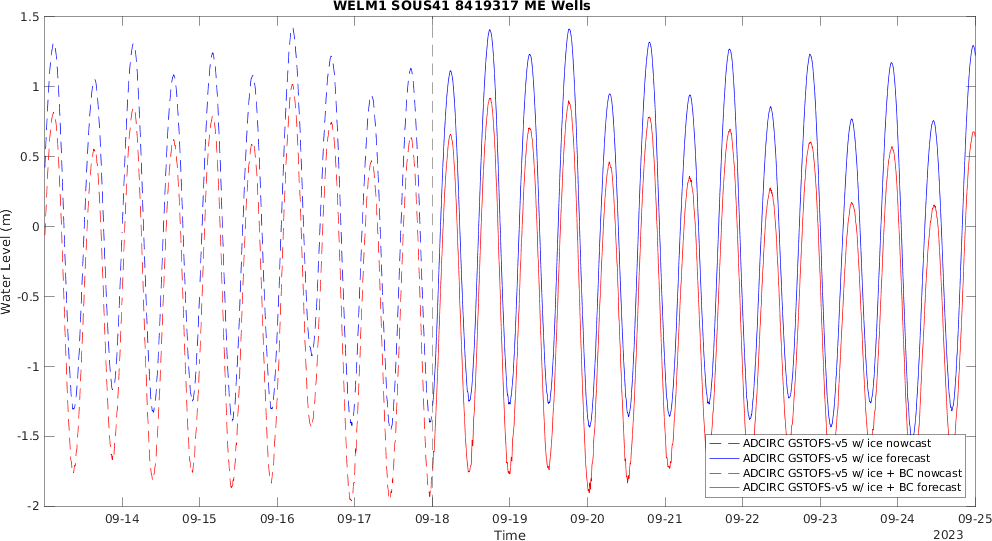 WELM1 SOUS41 8419317 ME Wells
1.5
1
0.5
0
-0.5
-1
-1.5
-2
Water Level (m)
09-14 09-15 09-16 09-17 09-18 09-19 09-20 09-21 09-22 09-23 09-24 09-25
Time
2023
ADCIRC GSTOFS-v5 w/ ice nowcast
ADCIRC GSTOFS-v5 w/ ice forecast
ADCIRC GSTOFS-v5 w/ ice + BC nowcast
ADCIRC GSTOFS-v5 w/ ice + BC forecast